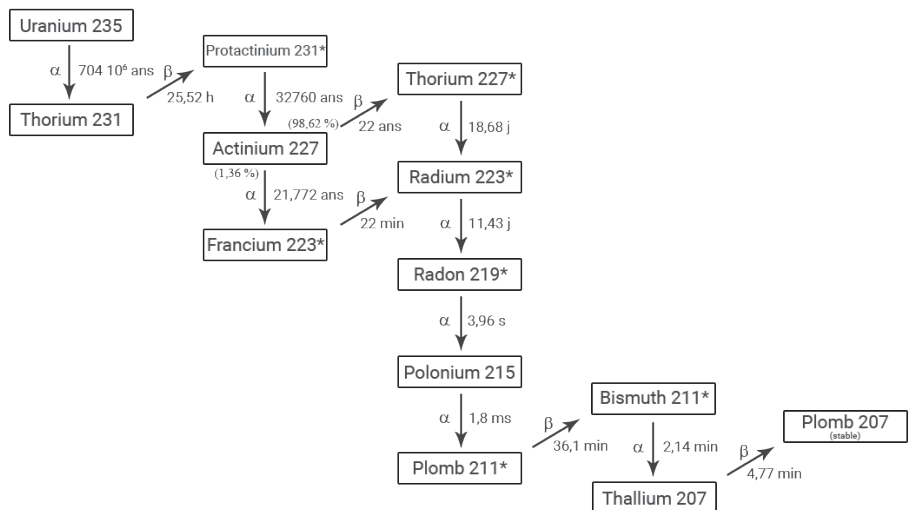 Uranium 235
α 704 10⁶ ans
Thorium 231
β
25,52 h
Protactinium 231*
α 32760 ans
(98,62 %)
Actinium 227
(1,36 %)
β
22 ans
α 21,772 ans
Francium 223*
β
22 min
Thorium 227*
α 18,68 j
Radium 223*
α 11,43 j
Radon 219*
α 3,96 s
Polonium 215
α 1,8 ms
Plomb 211*
β
36,1 min
Bismuth 211*
α 2,14 min
Thallium 207
β
4,77 min
Plomb 207
(stable)